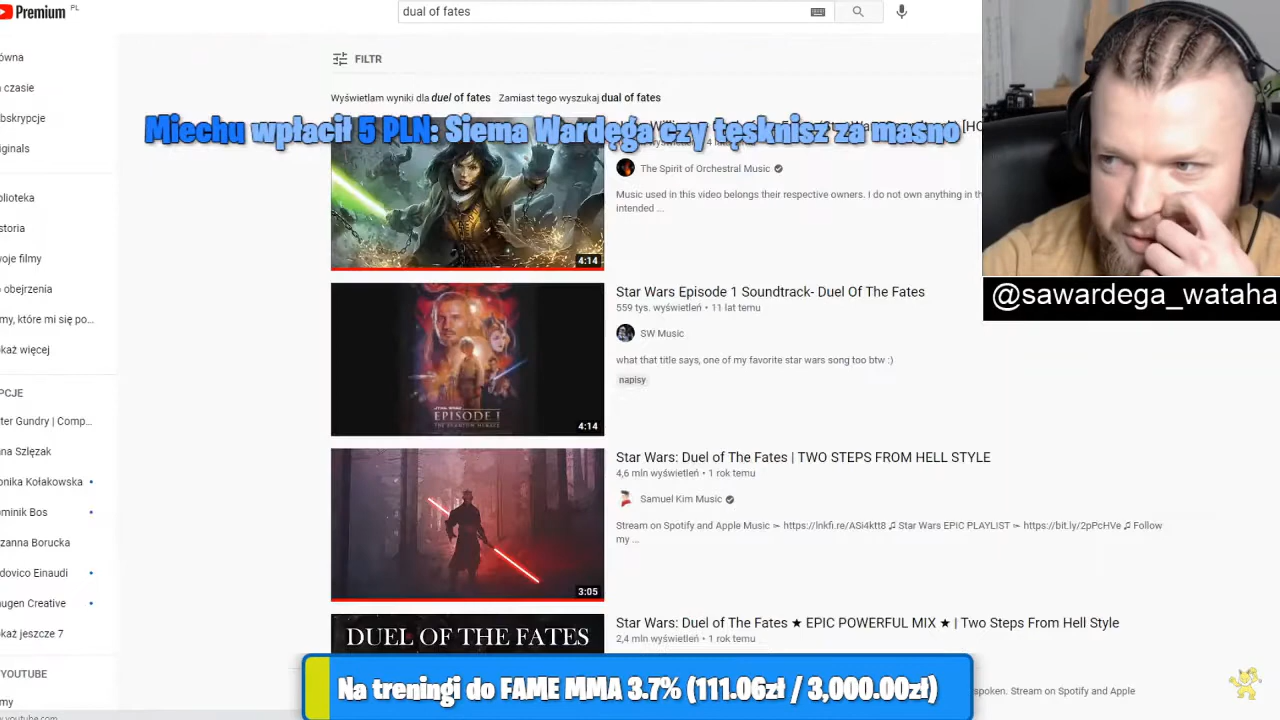 Premium PL
dual of fates
ówna
czasie
bskrypcje
iginals
blioteka
storia
woje filmy
obejrzenia
my, które mi się po...
każ więcej
PCJE
ter Gundry | Comp...
na Szlęzak
onika Kołakowska
minik Bos
zanna Borucka
dovico Einaudi
ugen Creative
każ jeszcze 7
YOUTUBE
my
FILTR
Wyświetlam wyniki dla duel of fates Zamiast tego wyszukaj dual of fates
Miechu wpłacił 5 PLN: Siema Wardęga czy tęsknisz za masno
[HO
The Spirit of Orchestral Music
Music used in this video belongs their respective owners. I do not own anything in th
intended ...
4:14
Star Wars Episode 1 Soundtrack- Duel Of The Fates
559 tys. wyświetleń • 11 lat temu
SW Music
what that title says, one of my favorite star wars song too btw :)
napisy
STAR WARS
EPISODE I
THE PHANTOM MENACE
4:14
Star Wars: Duel of The Fates | TWO STEPS FROM HELL STYLE
4,6 mln wyświetleń • 1 rok temu
Samuel Kim Music
Stream on Spotify and Apple Music ➣ https://lnkfi.re/ASi4ktt8 ♫ Star Wars EPIC PLAYLIST ➣ https://bit.ly/2pPcHVe ♫ Follow
my ...
3:05
DUEL OF THE FATES
Star Wars: Duel of The Fates ★ EPIC POWERFUL MIX ★ | Two Steps From Hell Style
2,4 mln wyświetleń • 1 rok temu
spoken. Stream on Spotify and Apple
Na treningi do FAME MMA 3.7% (111.06zł / 3,000.00zł)
@sawardega_wataha